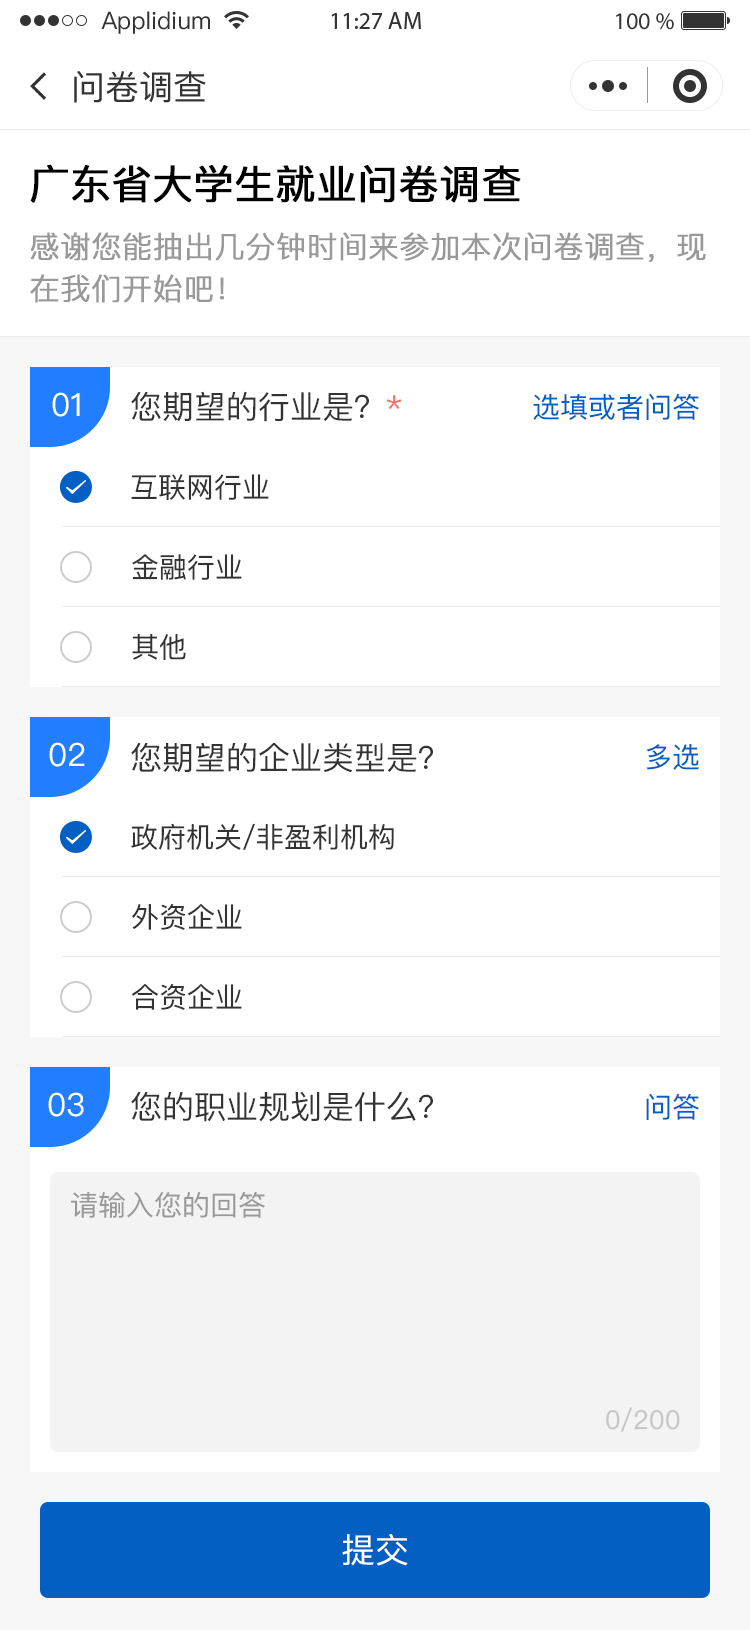 Applidium 11:27 AM 100 %
问卷调查
广东省大学生就业问卷调查
感谢您能抽出几分钟时间来参加本次问卷调查，现
在我们开始吧！
01 您期望的行业是？ * 选填或者问答
互联网行业
金融行业
其他
02 您期望的企业类型是？ 多选
政府机关/非盈利机构
外资企业
合资企业
03 您的职业规划是什么？ 问答
请输入您的回答
0/200
提交